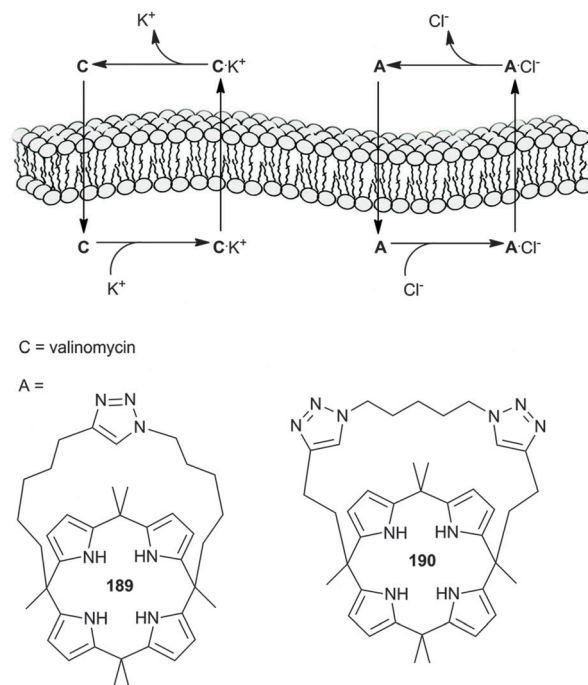 K⁺ Cl⁻
C C·K⁺ A A·Cl⁻
C C·K⁺ A A·Cl⁻
K⁺ Cl⁻
C = valinomycin
A =
N=N N N N N N
N N
NH HN NH HN
189 190
NH HN NH HN